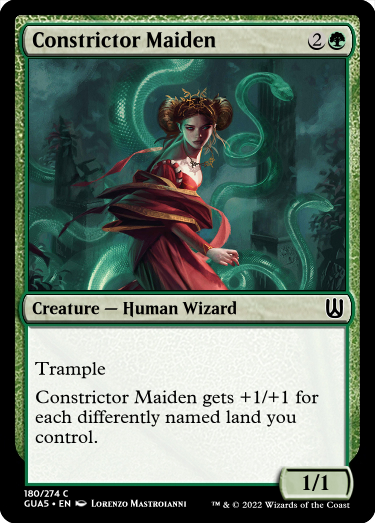 Constrictor Maiden 2
Creature — Human Wizard
Trample
Constrictor Maiden gets +1/+1 for
each differently named land you
control.
1/1
180/274 C
GUA5 • EN Lorenzo Mastroianni
™ & © 2022 Wizards of the Coast